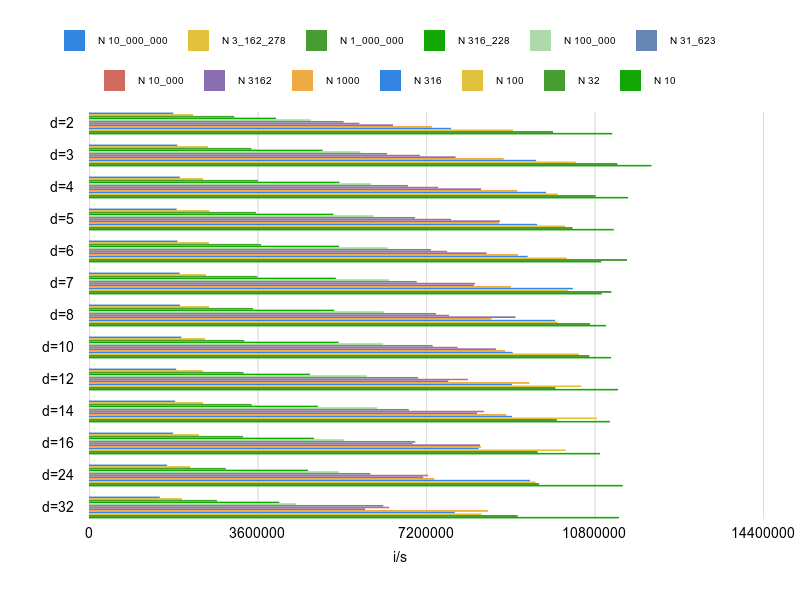 N 10_000_000 N 3_162_278 N 1_000_000 N 316_228 N 100_000 N 31_623
N 10_000 N 3162 N 1000 N 316 N 100 N 32 N 10
d=2
d=3
d=4
d=5
d=6
d=7
d=8
d=10
d=12
d=14
d=16
d=24
d=32
0 3600000 7200000 10800000 14400000
i/s